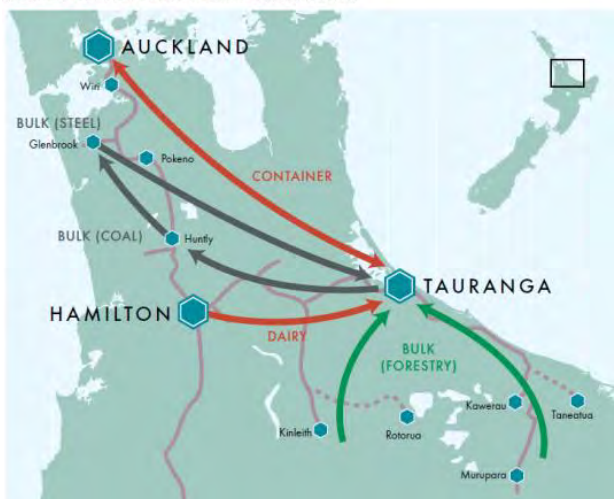 AUCKLAND
Wiri
BULK (STEEL)
Glenbrook
Pokeno
CONTAINER
BULK (COAL)
Huntly
TAURANGA
HAMILTON
DAIRY
BULK
(FORESTRY)
Kawerau
Taneatua
Kinleith
Rotorua
Murupara